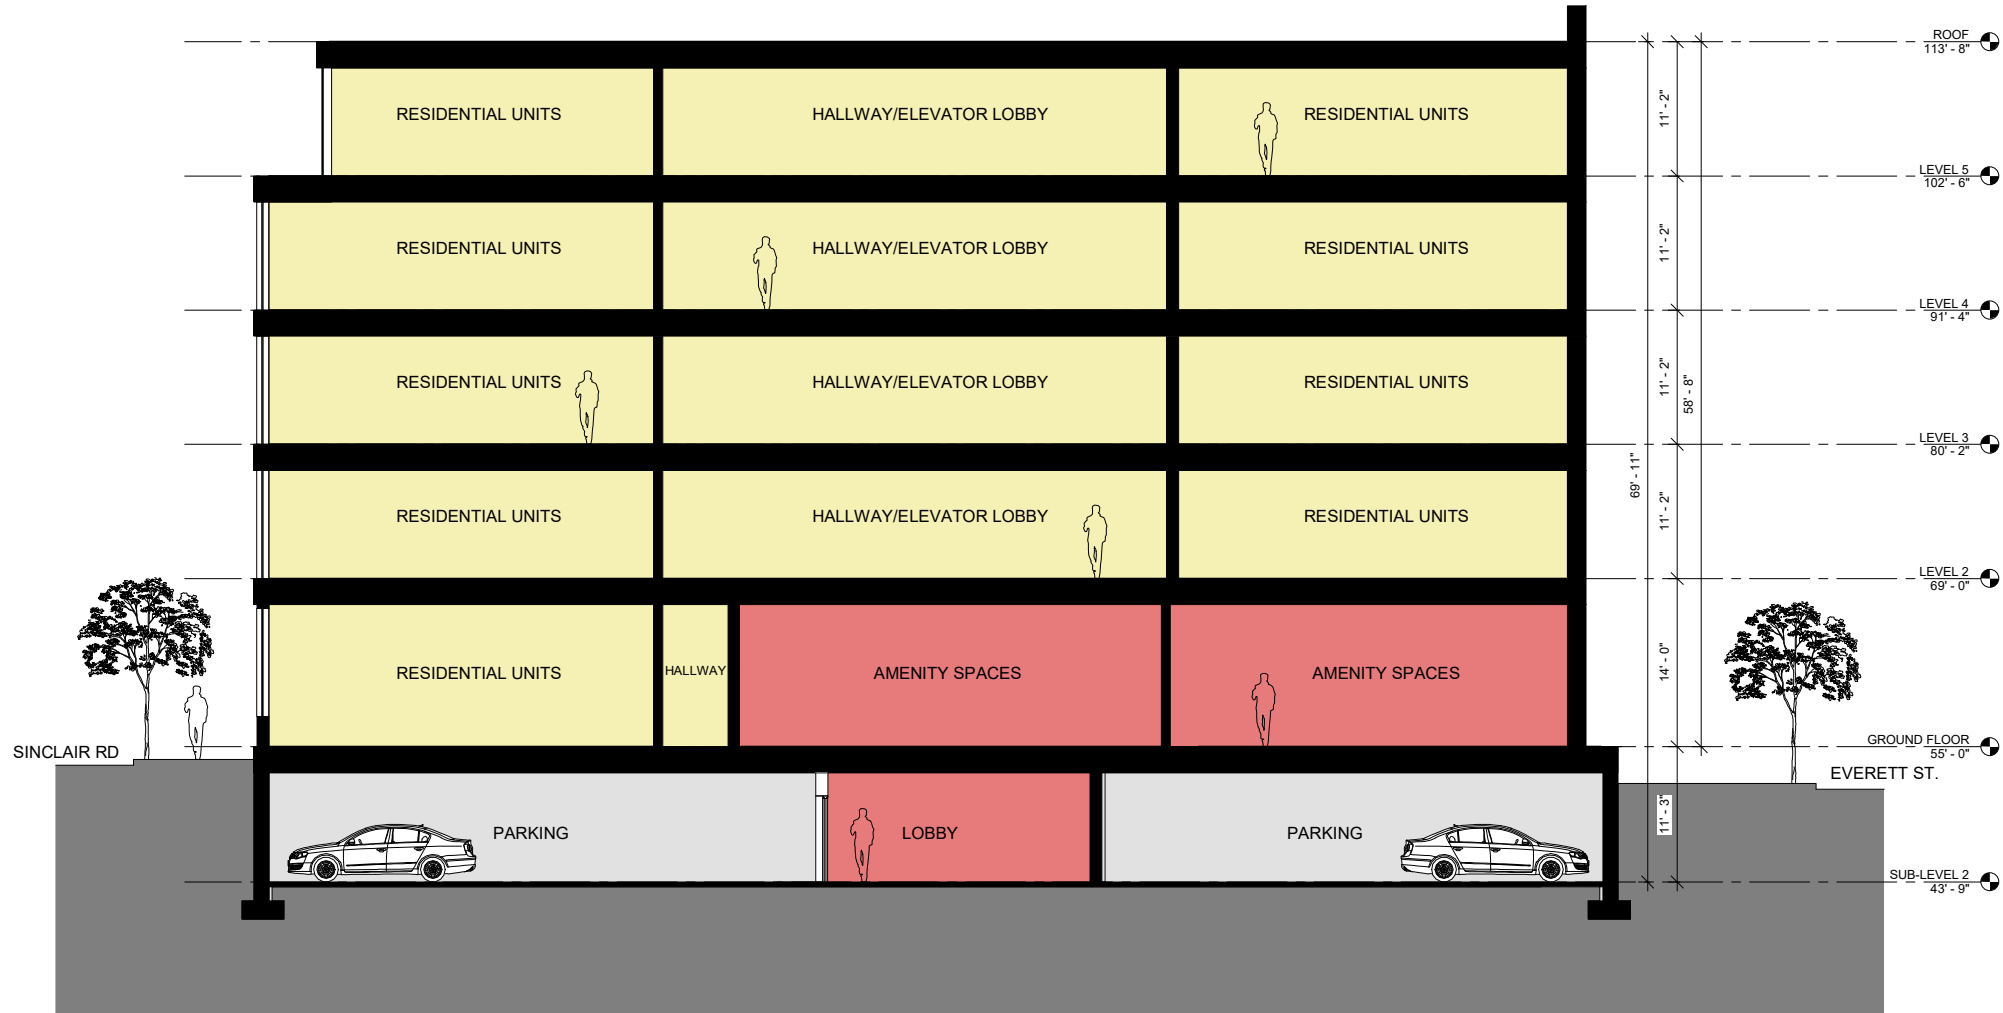 ROOF
113' - 8"
11' - 2"
RESIDENTIAL UNITS
HALLWAY/ELEVATOR LOBBY
RESIDENTIAL UNITS
LEVEL 5
102' - 6"
11' - 2"
RESIDENTIAL UNITS
HALLWAY/ELEVATOR LOBBY
RESIDENTIAL UNITS
LEVEL 4
91' - 4"
11' - 2"
58' - 8"
RESIDENTIAL UNITS
HALLWAY/ELEVATOR LOBBY
RESIDENTIAL UNITS
LEVEL 3
80' - 2"
69' - 11"
11' - 2"
RESIDENTIAL UNITS
HALLWAY/ELEVATOR LOBBY
RESIDENTIAL UNITS
LEVEL 2
69' - 0"
14' - 0"
RESIDENTIAL UNITS
HALLWAY
AMENITY SPACES
AMENITY SPACES
SINCLAIR RD
GROUND FLOOR
55' - 0"
EVERETT ST.
11' - 3"
PARKING
LOBBY
PARKING
SUB-LEVEL 2
43' - 9"